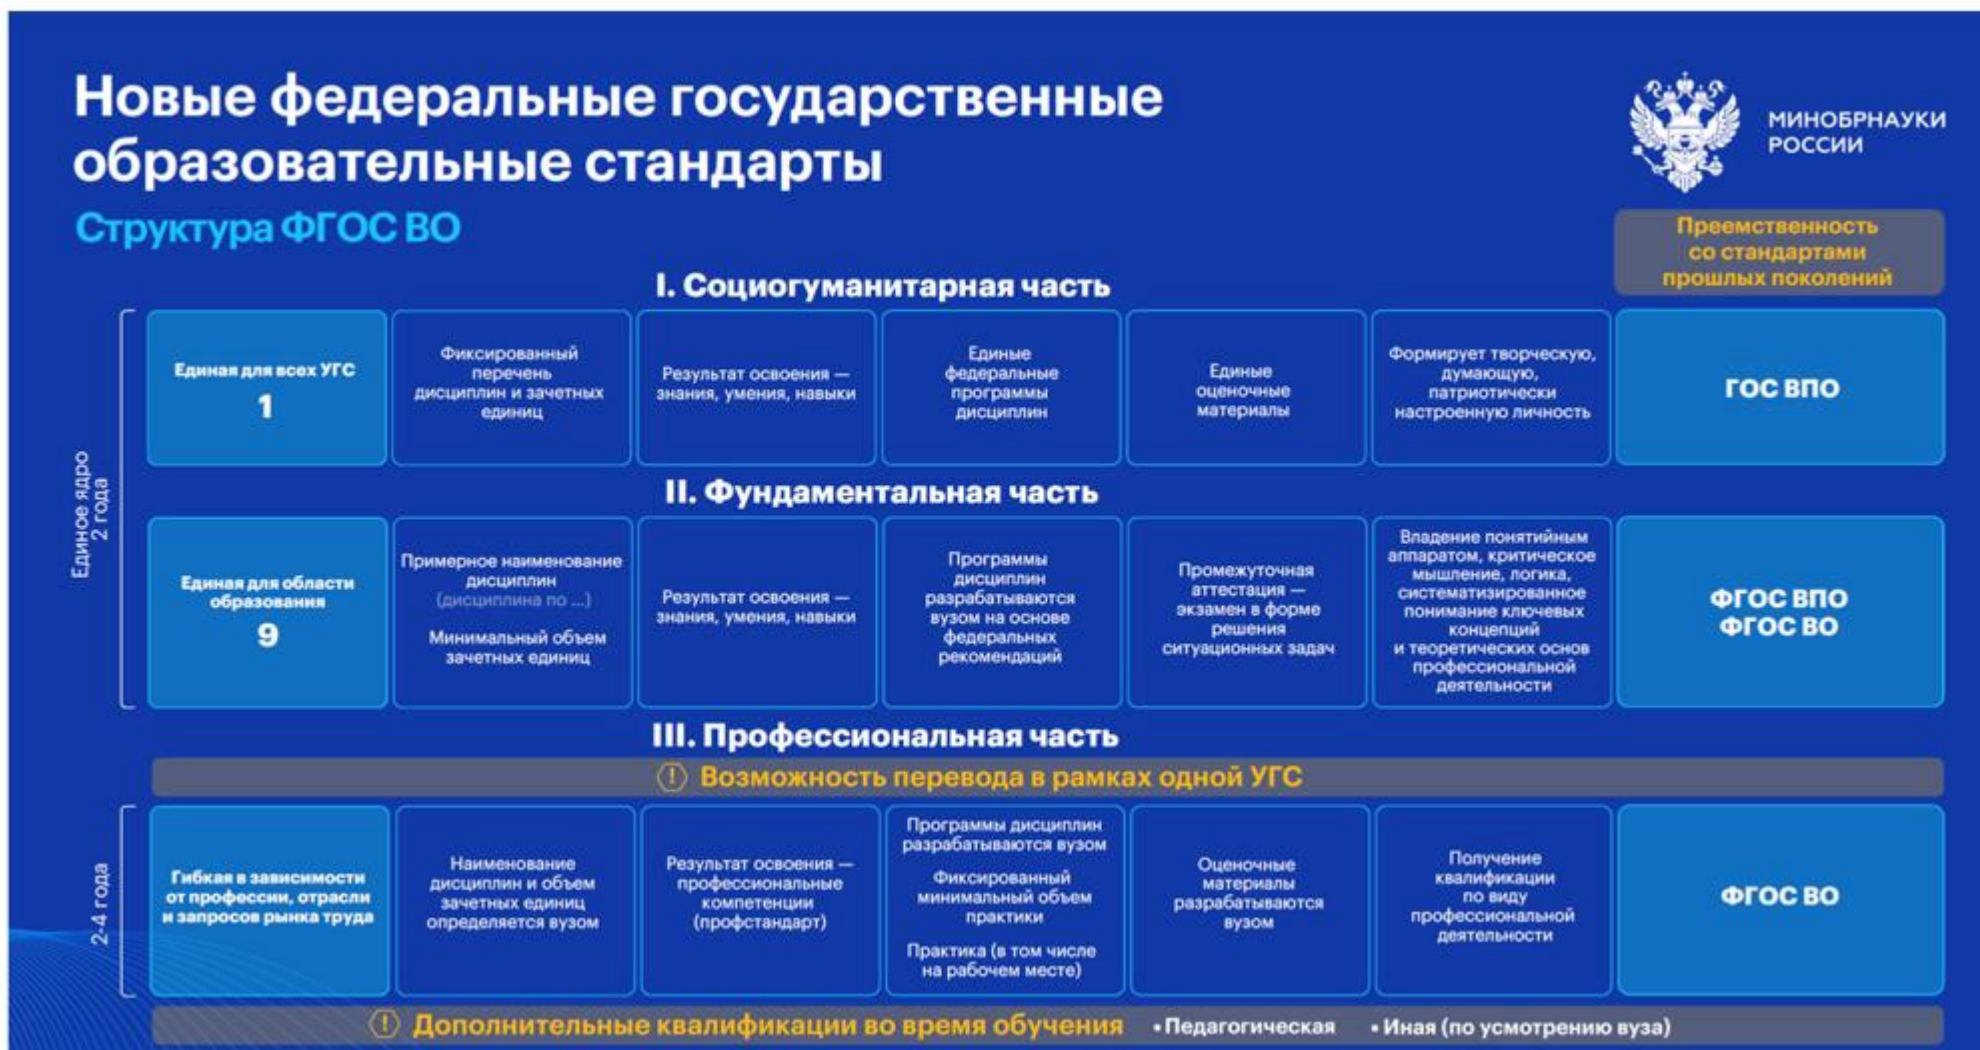 Новые федеральные государственные
образовательные стандарты
Структура ФГОС ВО
МИНОБРНАУКИ
РОССИИ
Преемственность
со стандартами
прошлых поколений
I. Социогуманитарная часть
Единое ядро
2 года
Единая для всех УГС
1
Фиксированный
перечень
дисциплин и зачетных
единиц
Результат освоения —
знания, умения, навыки
Единые
федеральные
программы
дисциплин
Единые
оценочные
материалы
Формирует творческую,
думающую,
патриотически
настроенную личность
ГОС ВПО
II. Фундаментальная часть
Единая для области
образования
9
Примерное наименование
дисциплин
(дисциплина по ...)
Минимальный объем
зачетных единиц
Результат освоения —
знания, умения, навыки
Программы
дисциплин
разрабатываются
вузом на основе
федеральных
рекомендаций
Промежуточная
аттестация —
экзамен в форме
решения
ситуационных задач
Владение понятийным
аппаратом, критическое
мышление, логика,
систематизированное
понимание ключевых
концепций
и теоретических основ
профессиональной
деятельности
ФГОС ВПО
ФГОС ВО
III. Профессиональная часть
! Возможность перевода в рамках одной УГС
2-4 года
Гибкая в зависимости
от профессии, отрасли
и запросов рынка труда
Наименование
дисциплин и объем
зачетных единиц
определяется вузом
Результат освоения —
профессиональные
компетенции
(профстандарт)
Программы дисциплин
разрабатываются вузом
Фиксированный
минимальный объем
практики
Практика (в том числе
на рабочем месте)
Оценочные
материалы
разрабатываются
вузом
Получение
квалификации
по виду
профессиональной
деятельности
ФГОС ВО
! Дополнительные квалификации во время обучения • Педагогическая • Иная (по усмотрению вуза)